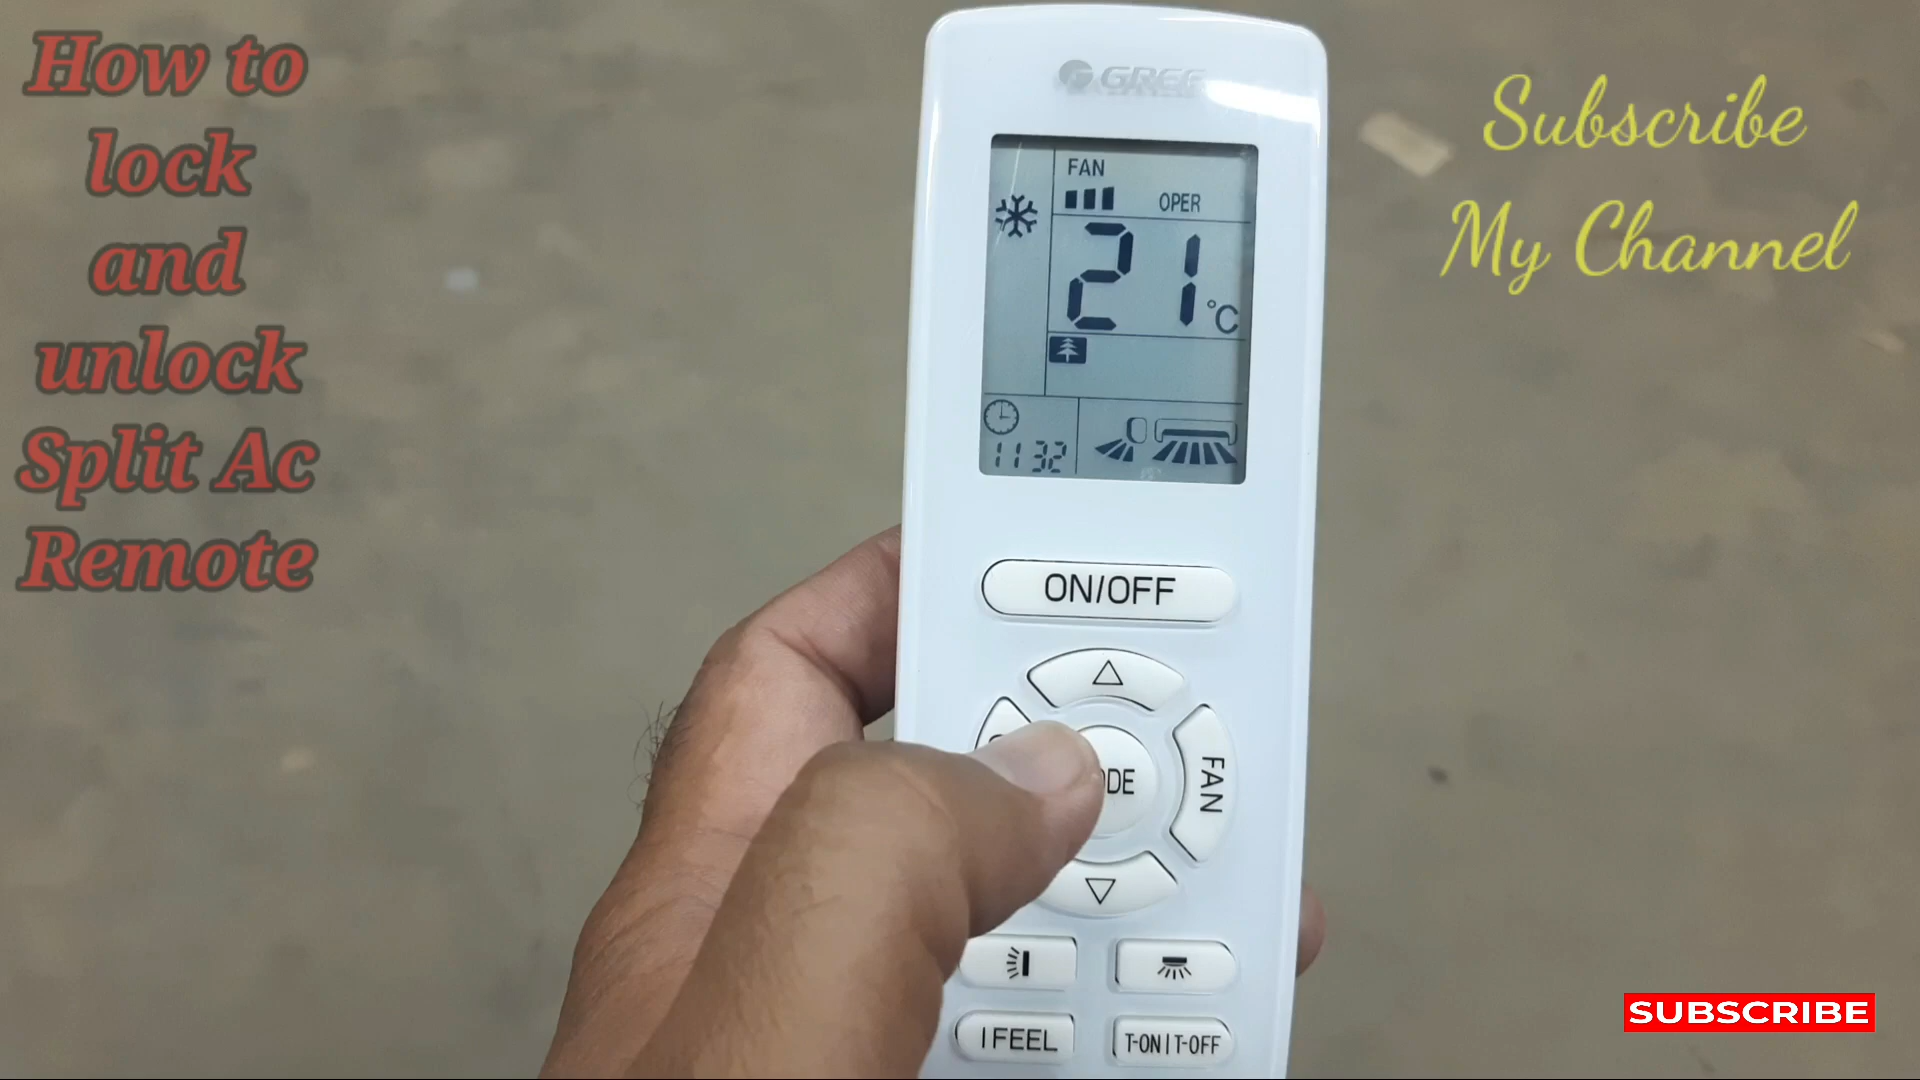 How to
lock
and
unlock
Split Ac
Remote
Subscribe
My Channel
GREE
FAN
OPER
21 °C
11 32
ON/OFF
FAN
I FEEL
T-ON | T-OFF
SUBSCRIBE